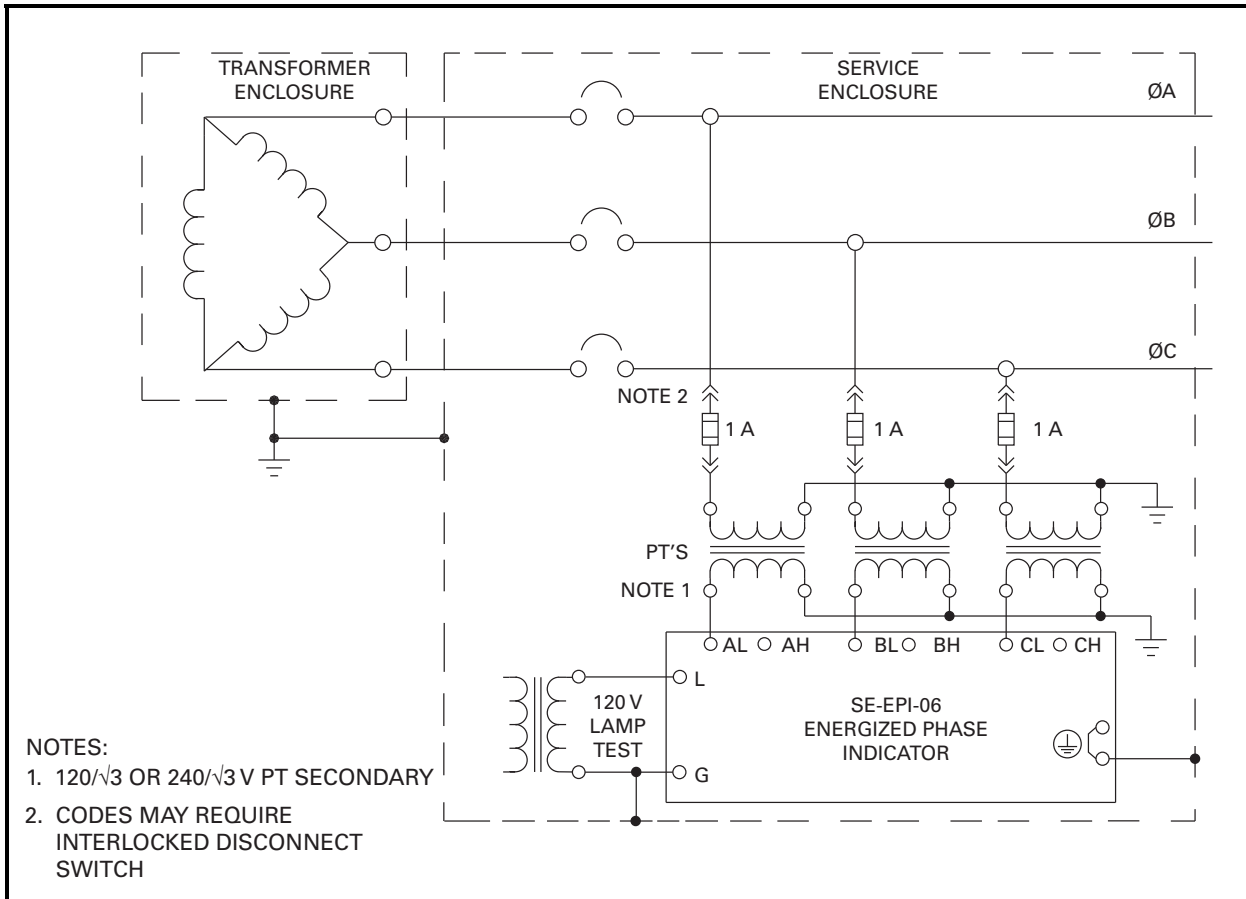 TRANSFORMER
ENCLOSURE
SERVICE
ENCLOSURE
ØA
ØB
ØC
NOTE 2
1 A
1 A
1 A
PT'S
NOTE 1
AL
AH
BL
BH
CL
CH
L
120 V
LAMP
TEST
G
SE-EPI-06
ENERGIZED PHASE
INDICATOR
NOTES:
1. 120/√3 OR 240/√3 V PT SECONDARY
2. CODES MAY REQUIRE
INTERLOCKED DISCONNECT
SWITCH